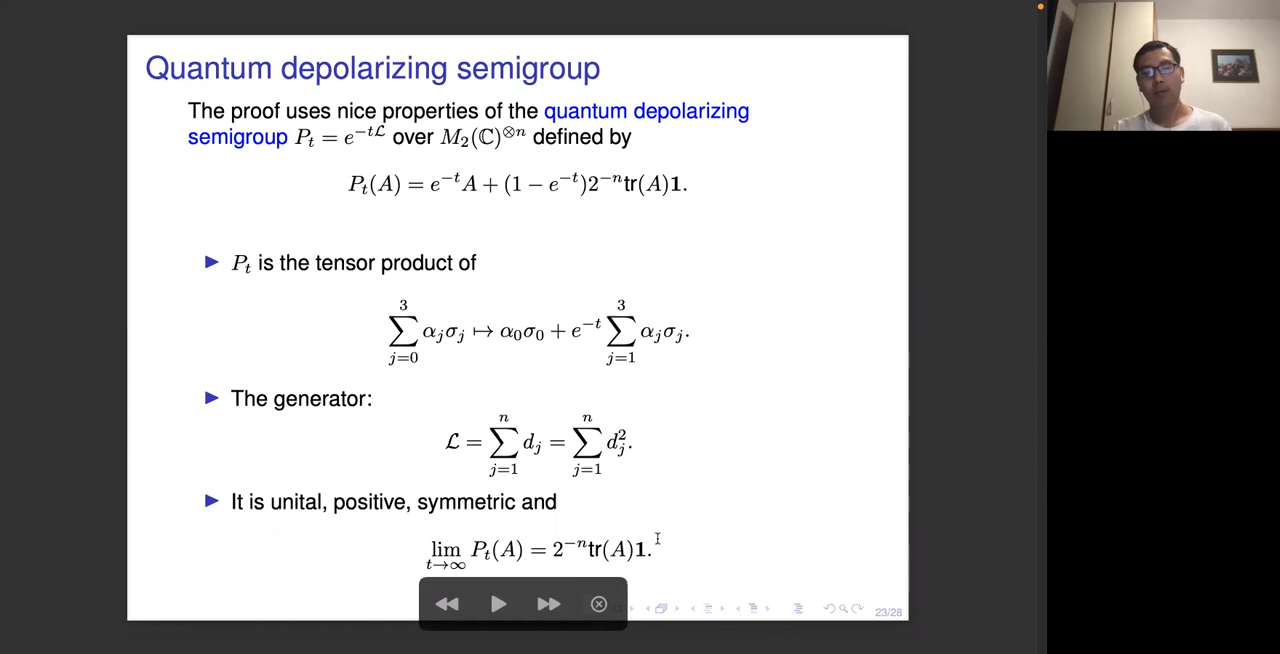 Quantum depolarizing semigroup
The proof uses nice properties of the quantum depolarizing
semigroup P_t = e^{−tℒ} over M_2(ℂ)^{⊗n} defined by
P_t(A) = e^{−t}A + (1 − e^{−t})2^{−n}tr(A)𝟏.
▶ P_t is the tensor product of
∑_{j=0}^{3} α_jσ_j ↦ α_0σ_0 + e^{−t} ∑_{j=1}^{3} α_jσ_j.
▶ The generator:
ℒ = ∑_{j=1}^{n} d_j = ∑_{j=1}^{n} d_j^2.
▶ It is unital, positive, symmetric and
lim_{t→∞} P_t(A) = 2^{−n}tr(A)𝟏.
23/28